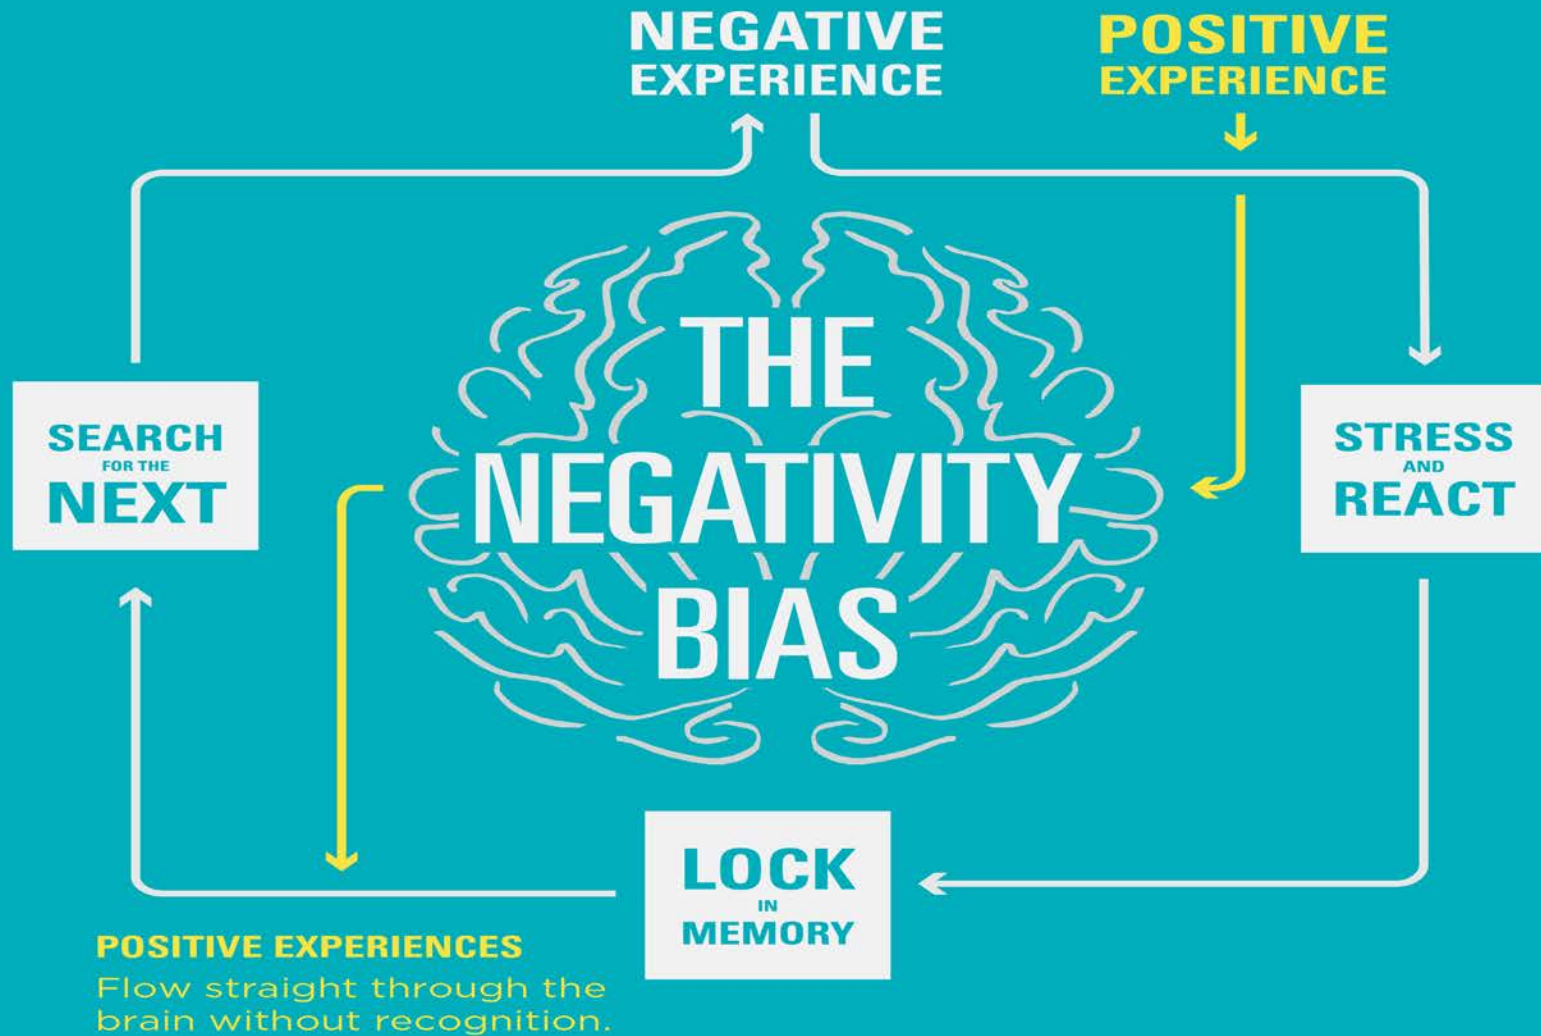 NEGATIVE
EXPERIENCE
POSITIVE
EXPERIENCE
THE
NEGATIVITY
BIAS
SEARCH
FOR THE
NEXT
STRESS
AND
REACT
LOCK
IN
MEMORY
POSITIVE EXPERIENCES
Flow straight through the
brain without recognition.